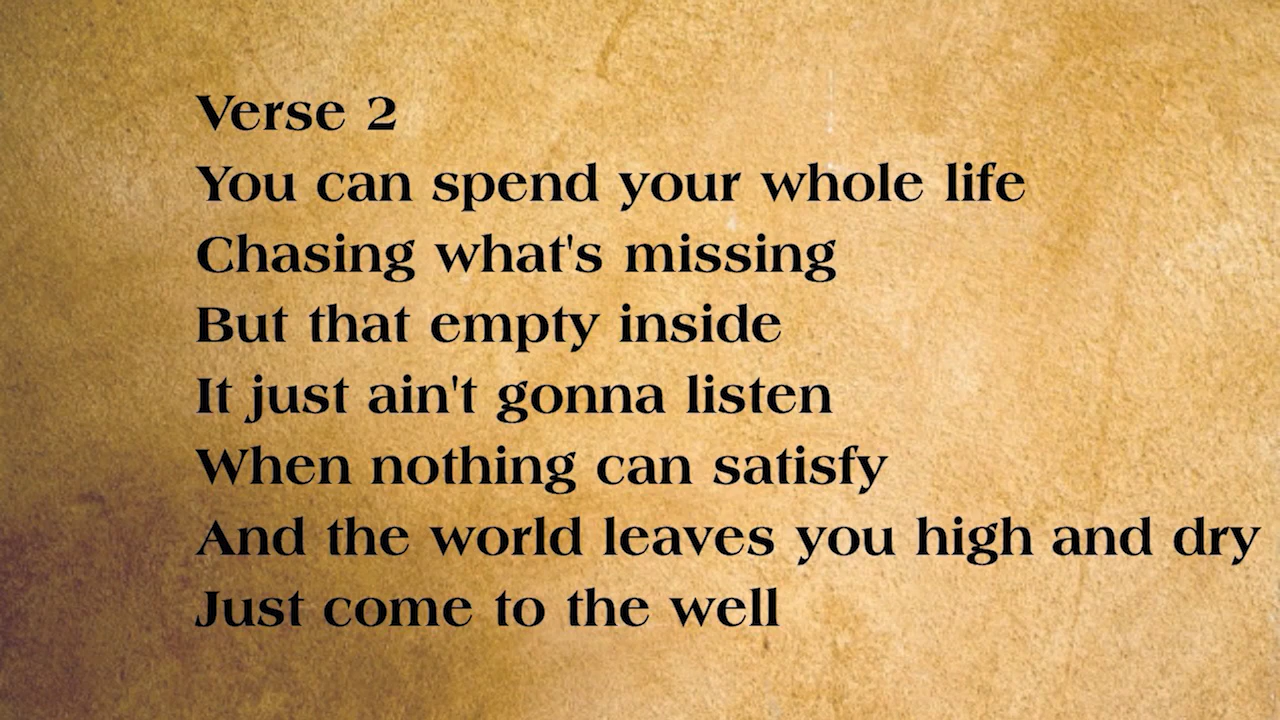 Verse 2
You can spend your whole life
Chasing what's missing
But that empty inside
It just ain't gonna listen
When nothing can satisfy
And the world leaves you high and dry
Just come to the well